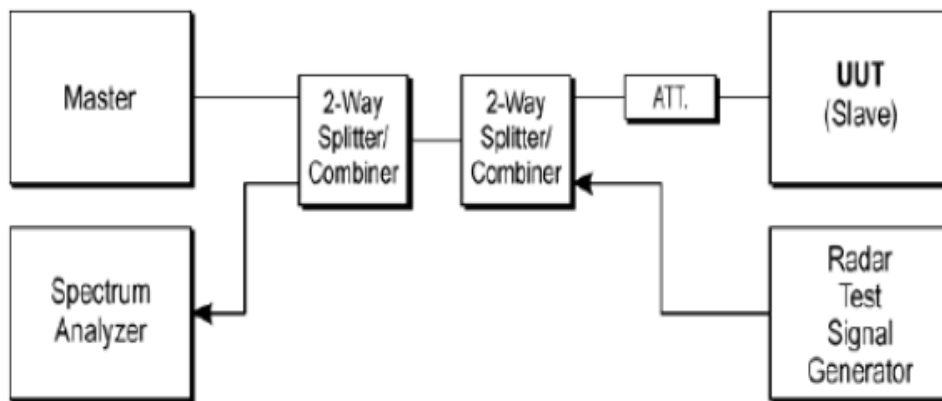 Master
2-Way
Splitter/
Combiner
2-Way
Splitter/
Combiner
ATT.
UUT
(Slave)
Spectrum
Analyzer
Radar
Test
Signal
Generator